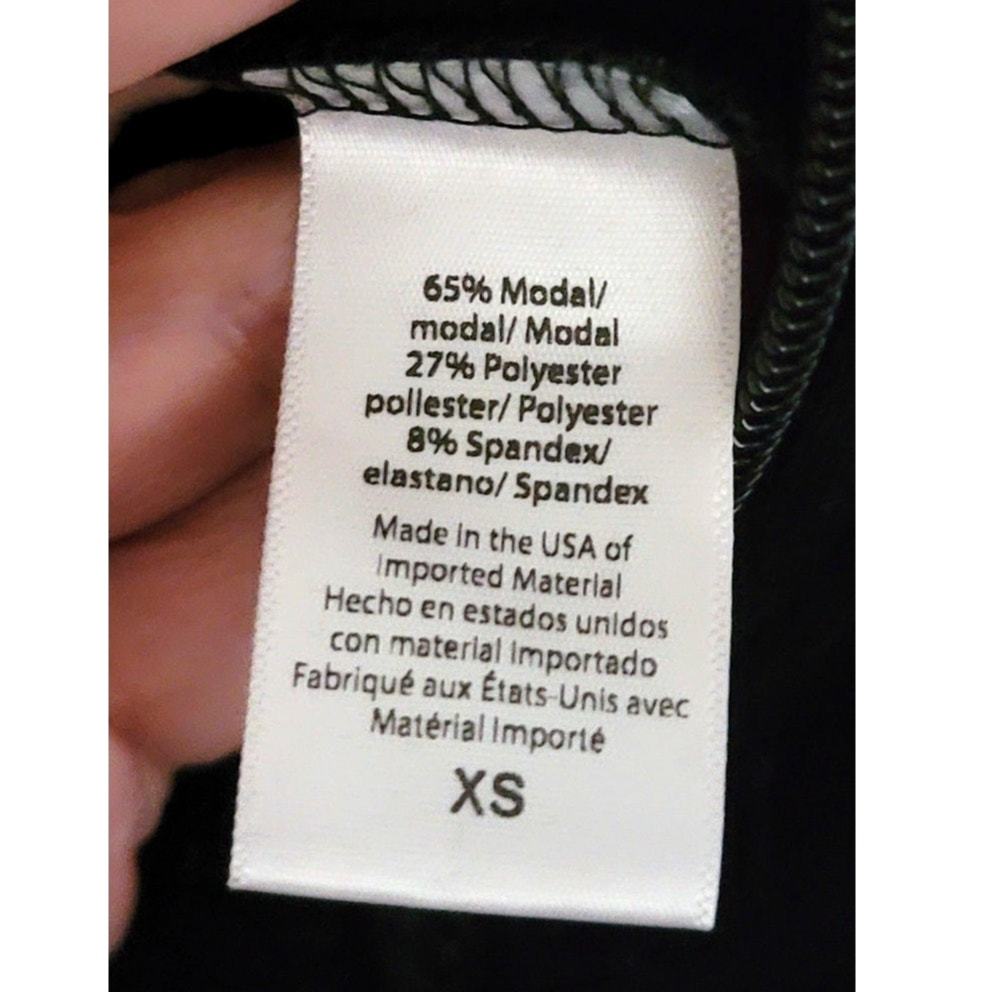 65% Modal/
modal/ Modal
27% Polyester
poliester/ Polyester
8% Spandex/
elastano/ Spandex
Made in the USA of
Imported Material
Hecho en estados unidos
con material importado
Fabriqué aux États-Unis avec
Matérial Importé
XS